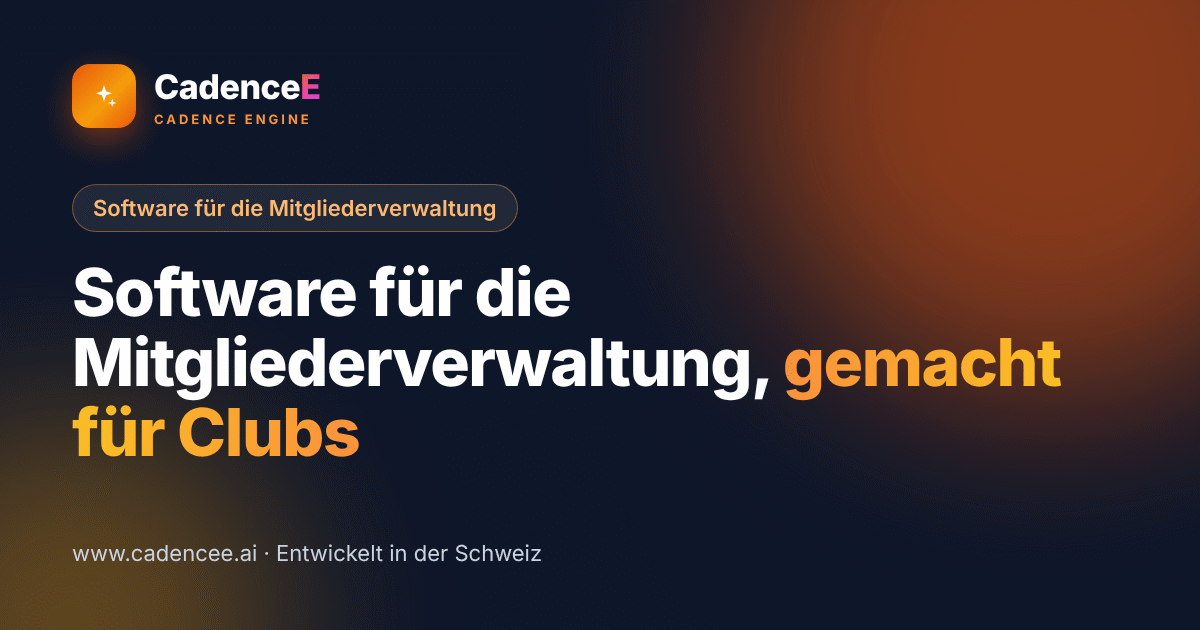 CadenceE
CADENCE ENGINE
Software für die Mitgliederverwaltung
Software für die
Mitgliederverwaltung, gemacht
für Clubs
www.cadencee.ai · Entwickelt in der Schweiz